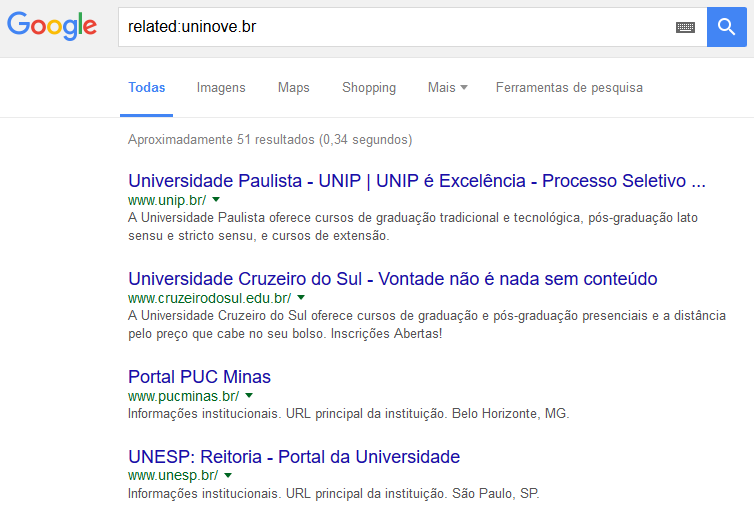 Google
related:uninove.br
Todas Imagens Maps Shopping Mais Ferramentas de pesquisa
Aproximadamente 51 resultados (0,34 segundos)
Universidade Paulista - UNIP | UNIP é Excelência - Processo Seletivo ...
www.unip.br/
A Universidade Paulista oferece cursos de graduação tradicional e tecnológica, pós-graduação lato
sensu e stricto sensu, e cursos de extensão.
Universidade Cruzeiro do Sul - Vontade não é nada sem conteúdo
www.cruzeirodosul.edu.br/
A Universidade Cruzeiro do Sul oferece cursos de graduação e pós-graduação presenciais e a distância
pelo preço que cabe no seu bolso. Inscrições Abertas!
Portal PUC Minas
www.pucminas.br/
Informações institucionais. URL principal da instituição. Belo Horizonte, MG.
UNESP: Reitoria - Portal da Universidade
www.unesp.br/
Informações institucionais. URL principal da instituição. São Paulo, SP.